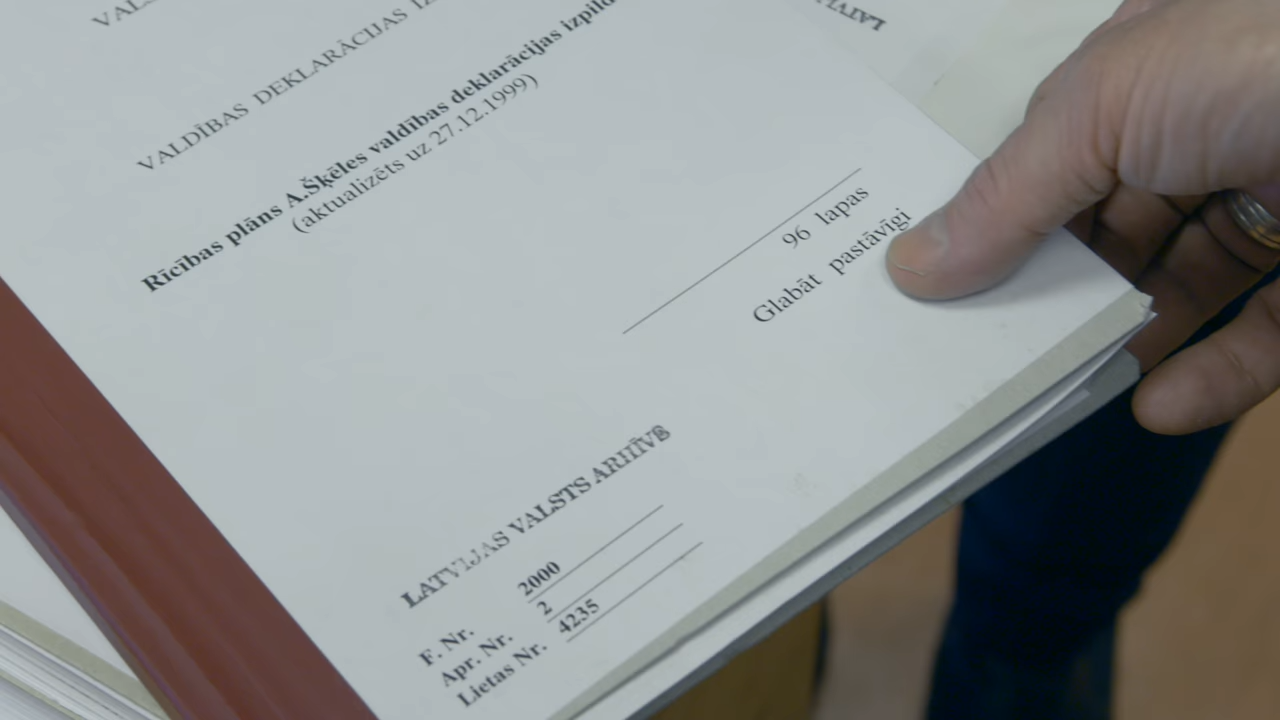 VALDĪBAS DEKLARĀCIJAS
Rīcības plāns A.Šķēles valdības deklarācijas
(aktualizēts uz 27.12.1999)
96 lapas
Glabāt pastāvīgi
LATVIJAS VALSTS ARHĪVS
F. Nr. 2000
Apr. Nr. 2
Lietas Nr. 4235